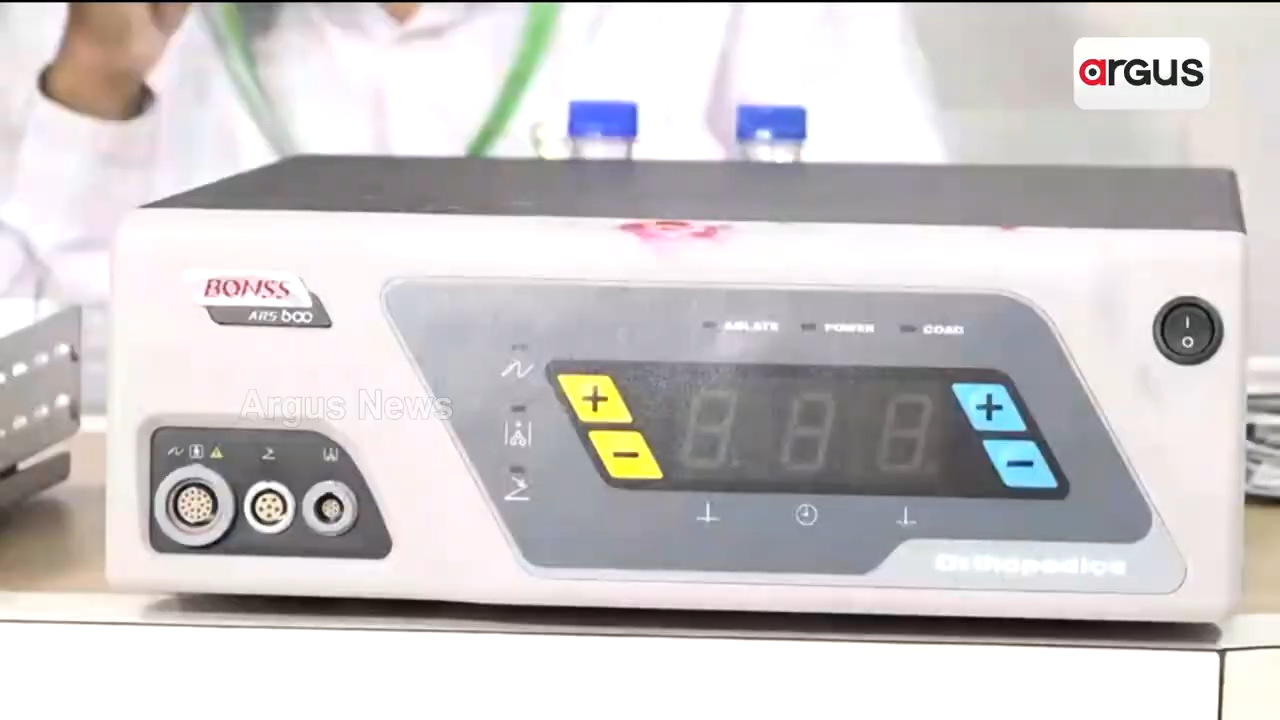 argus
BONSS
ARS 600
ABLATE POWER COAG
Argus News
+ +
- -
Orthopedics